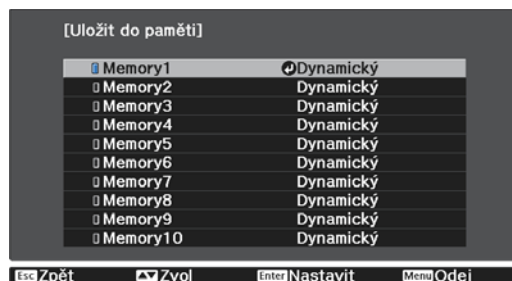 [Uložit do paměti]
Memory1 Dynamický
Memory2 Dynamický
Memory3 Dynamický
Memory4 Dynamický
Memory5 Dynamický
Memory6 Dynamický
Memory7 Dynamický
Memory8 Dynamický
Memory9 Dynamický
Memory10 Dynamický
Esc Zpět Zvol Enter Nastavit Menu Odej